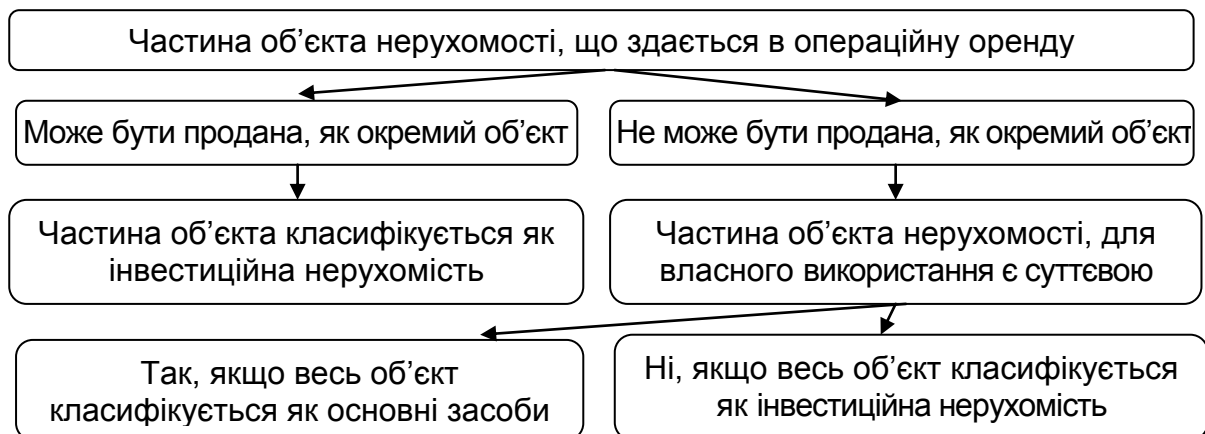 Частина об’єкта нерухомості, що здається в операційну оренду
Може бути продана, як окремий об’єкт
Не може бути продана, як окремий об’єкт
Частина об’єкта класифікується як
інвестиційна нерухомість
Частина об’єкта нерухомості, для
власного використання є суттєвою
Так, якщо весь об’єкт
класифікується як основні засоби
Ні, якщо весь об’єкт класифікується
як інвестиційна нерухомість